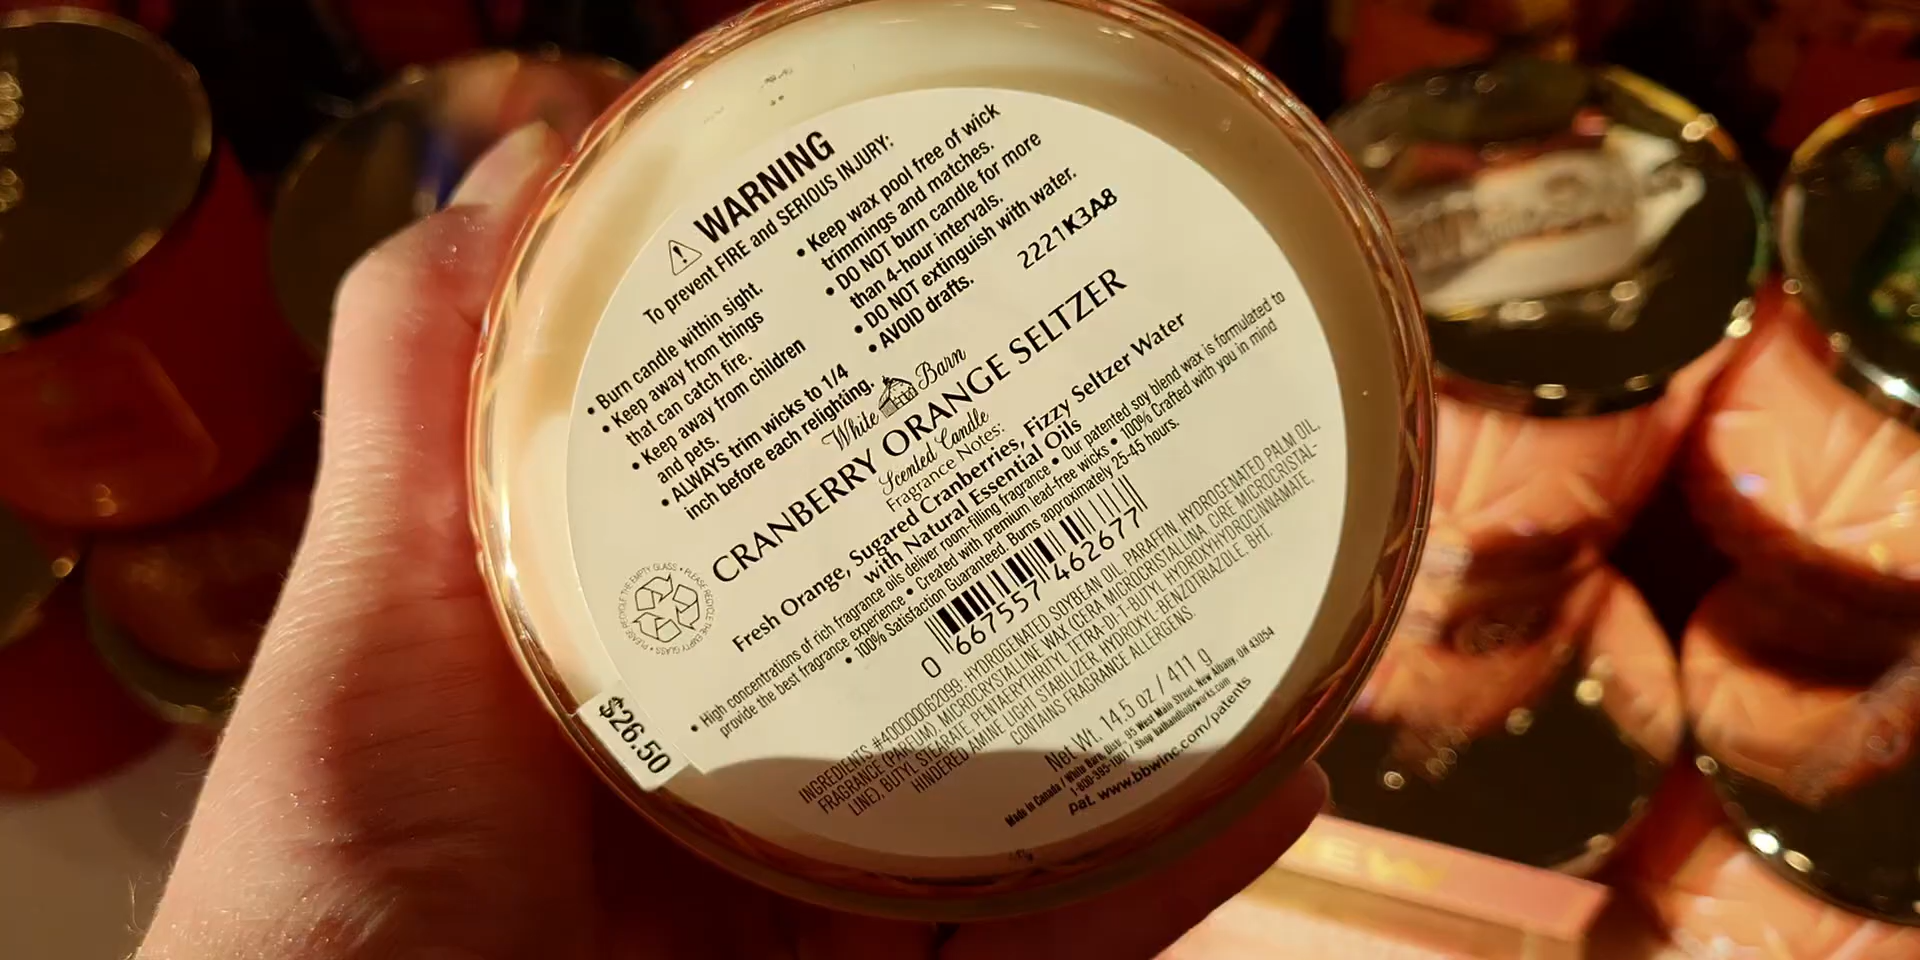 WARNING
To prevent FIRE and SERIOUS INJURY:
• Burn candle within sight.
• Keep away from things
that can catch fire.
• Keep away from children
and pets.
• ALWAYS trim wicks to 1/4
inch before each relighting.
• Keep wax pool free of wick
trimmings and matches.
• DO NOT burn candle for more
than 4-hour intervals.
• DO NOT extinguish with water.
• AVOID drafts.
2221K3A8
White Barn
CRANBERRY ORANGE SELTZER
Scented Candle
Fragrance Notes:
Fresh Orange, Sugared Cranberries, Fizzy Seltzer Water
with Natural Essential Oils
• High concentrations of rich fragrance oils deliver room-filling fragrance • Our patented soy blend wax is formulated to
provide the best fragrance experience • Created with premium lead-free wicks • 100% Crafted with you in mind
• 100% Satisfaction Guaranteed. Burns approximately 25-45 hours.
PLEASE RECYCLE THE EMPTY GLASS • PLEASE RECYCLE THE EMPTY GLASS •
0 667557 462677
INGREDIENTS #40000062099: HYDROGENATED SOYBEAN OIL, PARAFFIN, HYDROGENATED PALM OIL,
FRAGRANCE (PARFUM), MICROCRYSTALLINE WAX (CERA MICROCRISTALLINA, CIRE MICROCRISTAL-
LINE), BUTYL STEARATE, PENTAERYTHRITYL TETRA-DI-T-BUTYL HYDROXYHYDROCINNAMATE,
HINDERED AMINE LIGHT STABILIZER, HYDROXYL-BENZOTRIAZOLE, BHT.
CONTAINS FRAGRANCE ALLERGENS.
Net Wt. 14.5 oz / 411 g
Made in Canada / White Barn, Distr. 95 West Main Street, New Albany, OH 43054
1-800-395-1001 / Shop bathandbodyworks.com
Pat. www.bbwinc.com/patents
$26.50
NEW